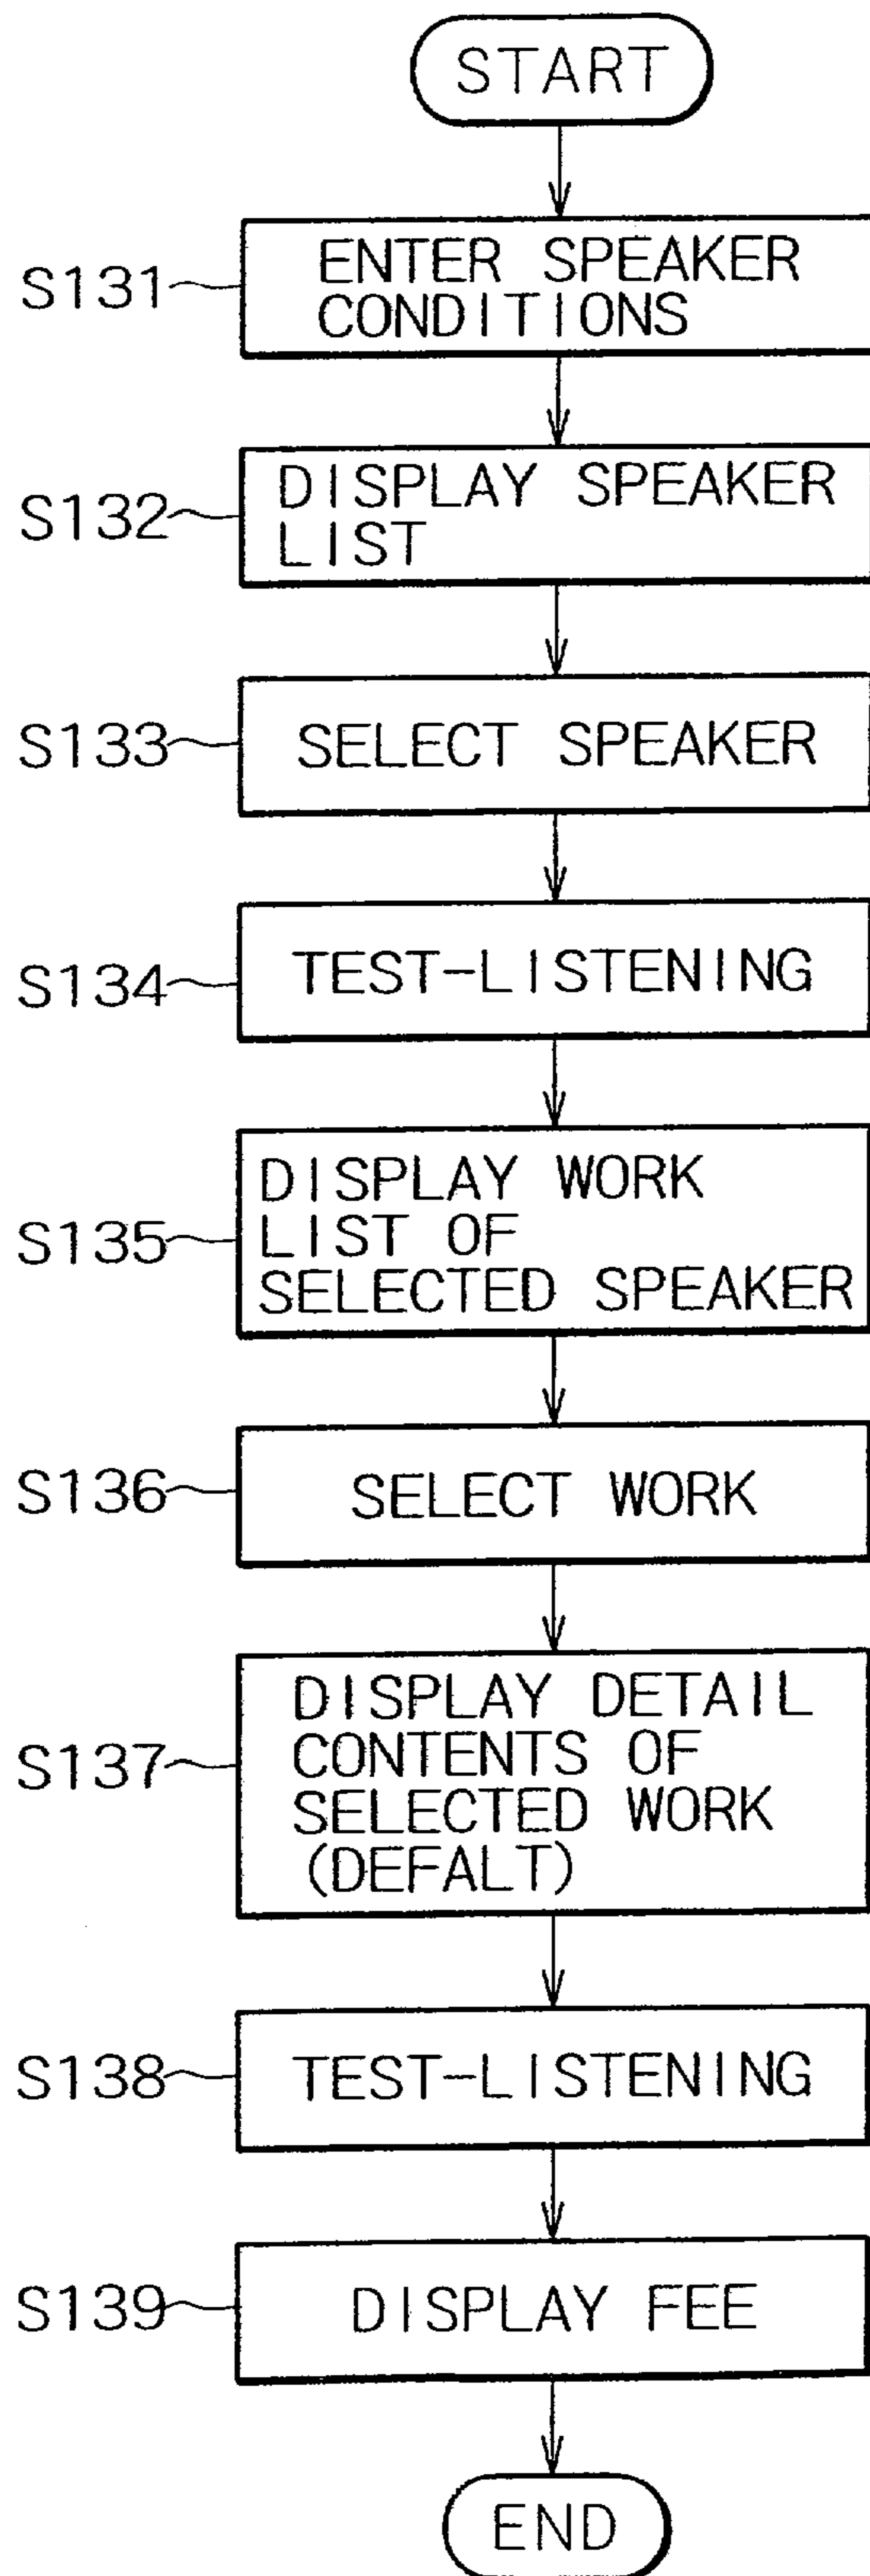 START
S131
ENTER SPEAKER
CONDITIONS
S132
DISPLAY SPEAKER
LIST
S133
SELECT SPEAKER
S134
TEST-LISTENING
S135
DISPLAY WORK
LIST OF
SELECTED SPEAKER
S136
SELECT WORK
S137
DISPLAY DETAIL
CONTENTS OF
SELECTED WORK
(DEFALT)
S138
TEST-LISTENING
S139
DISPLAY FEE
END